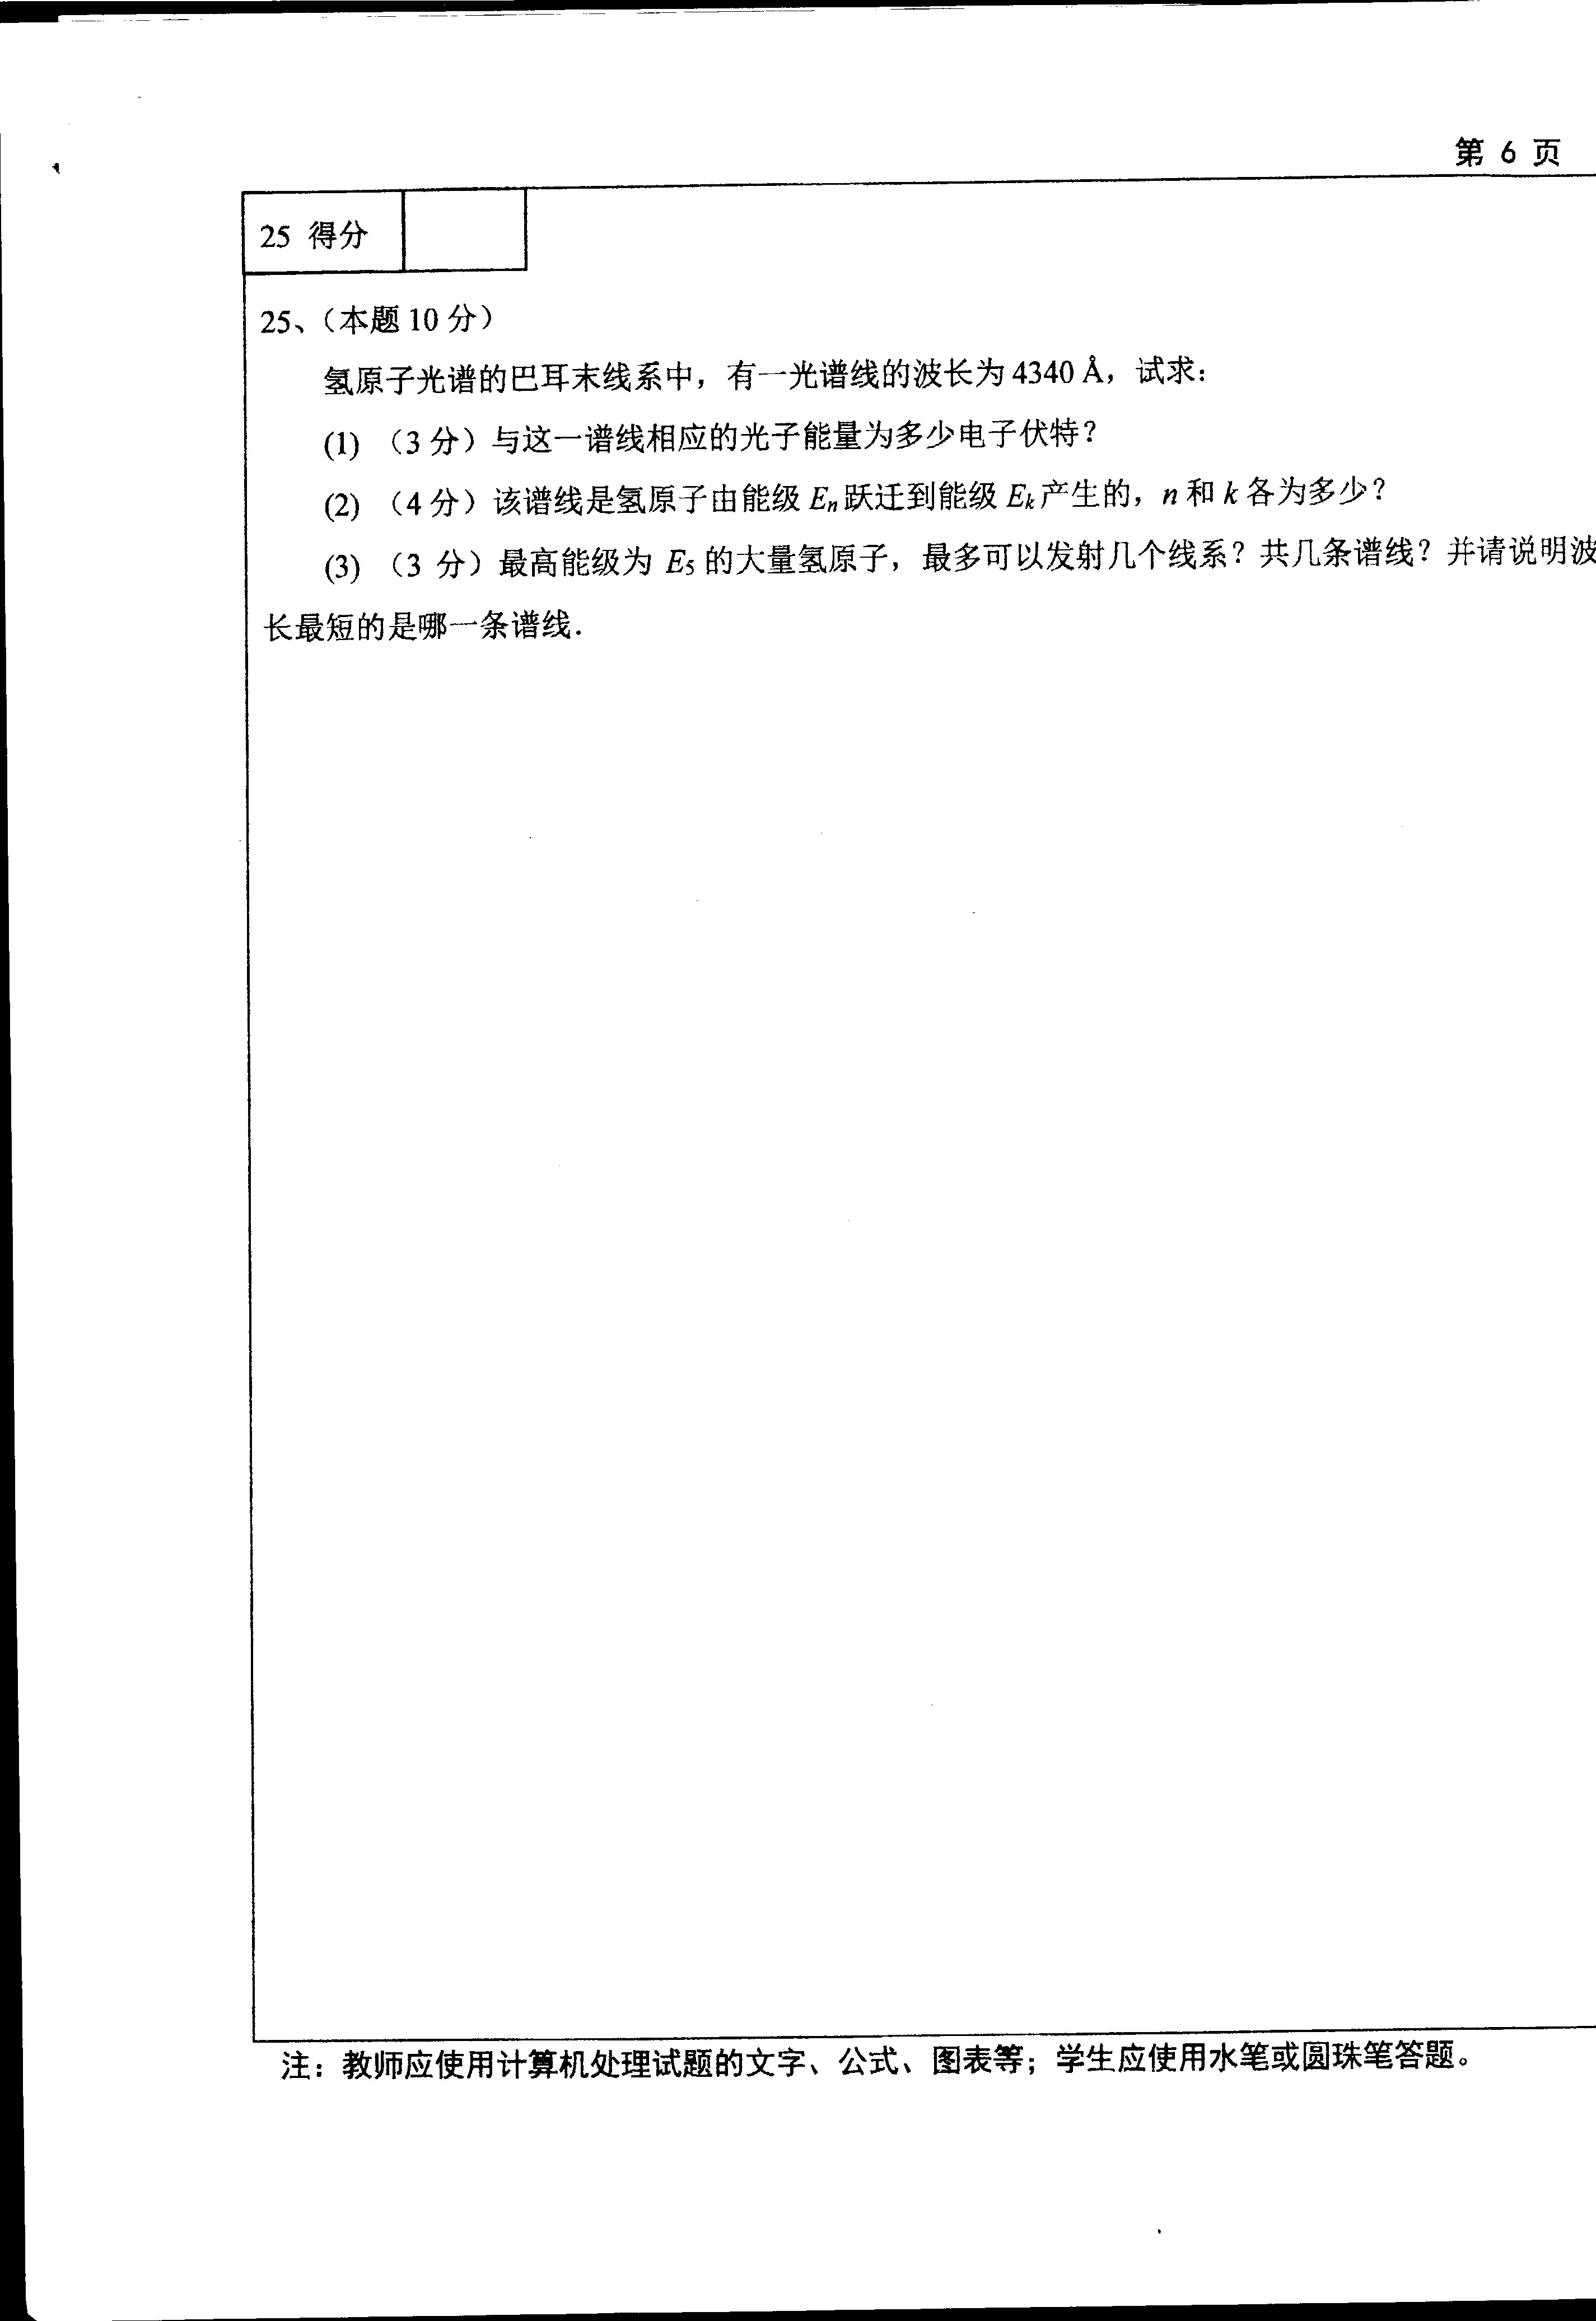 第 6 页
25 得分
25、（本题 10 分）
氢原子光谱的巴耳末线系中，有一光谱线的波长为 4340 Å，试求：
(1) （3 分）与这一谱线相应的光子能量为多少电子伏特？
(2) （4 分）该谱线是氢原子由能级 Eₙ 跃迁到能级 Eₖ 产生的，n 和 k 各为多少？
(3) （3 分）最高能级为 E₅ 的大量氢原子，最多可以发射几个线系？共几条谱线？并请说明波
长最短的是哪一条谱线．
注：教师应使用计算机处理试题的文字、公式、图表等；学生应使用水笔或圆珠笔答题。